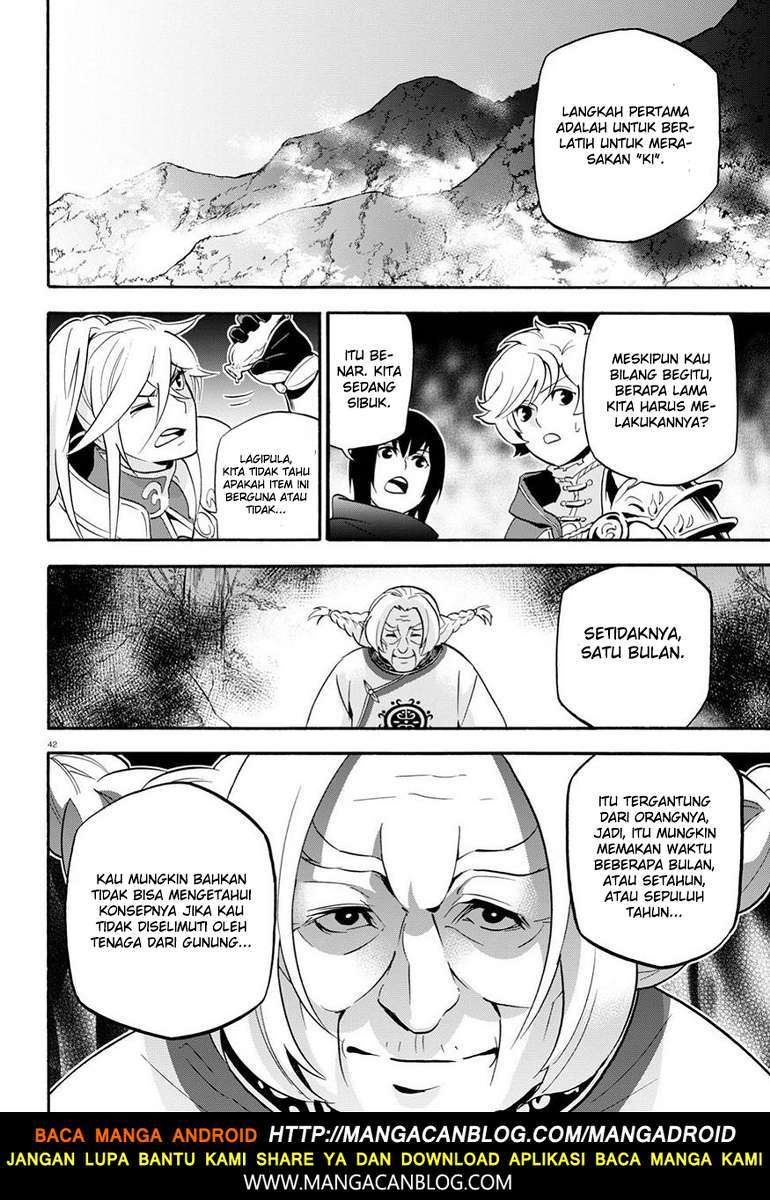 LANGKAH PERTAMA
ADALAH UNTUK BER-
LATIH UNTUK MERA-
SAKAN "KI".
MESKIPUN KAU
BILANG BEGITU,
BERAPA LAMA
KITA HARUS ME-
LAKUKANNYA?
ITU BE-
NAR. KITA
SEDANG
SIBUK.
LAGIPULA,
KITA TIDAK TAHU
APAKAH ITEM INI
BERGUNA ATAU
TIDAK...
SETIDAKNYA,
SATU BULAN.
42
ITU TERGANTUNG
DARI ORANGNYA,
JADI, ITU MUNGKIN
MEMAKAN WAKTU
BEBERAPA BULAN,
ATAU SETAHUN,
ATAU SEPULUH
TAHUN...
KAU MUNGKIN BAHKAN
TIDAK BISA MENGETAHUI
KONSEPNYA JIKA KAU
TIDAK DISELIMUTI OLEH
TENAGA DARI GUNUNG...
BACA MANGA ANDROID HTTP://MANGACANBLOG.COM/MANGADROID
JANGAN LUPA BANTU KAMI SHARE YA DAN DOWNLOAD APLIKASI BACA MANGA KAMI
WWW.MANGACANBLOG.COM